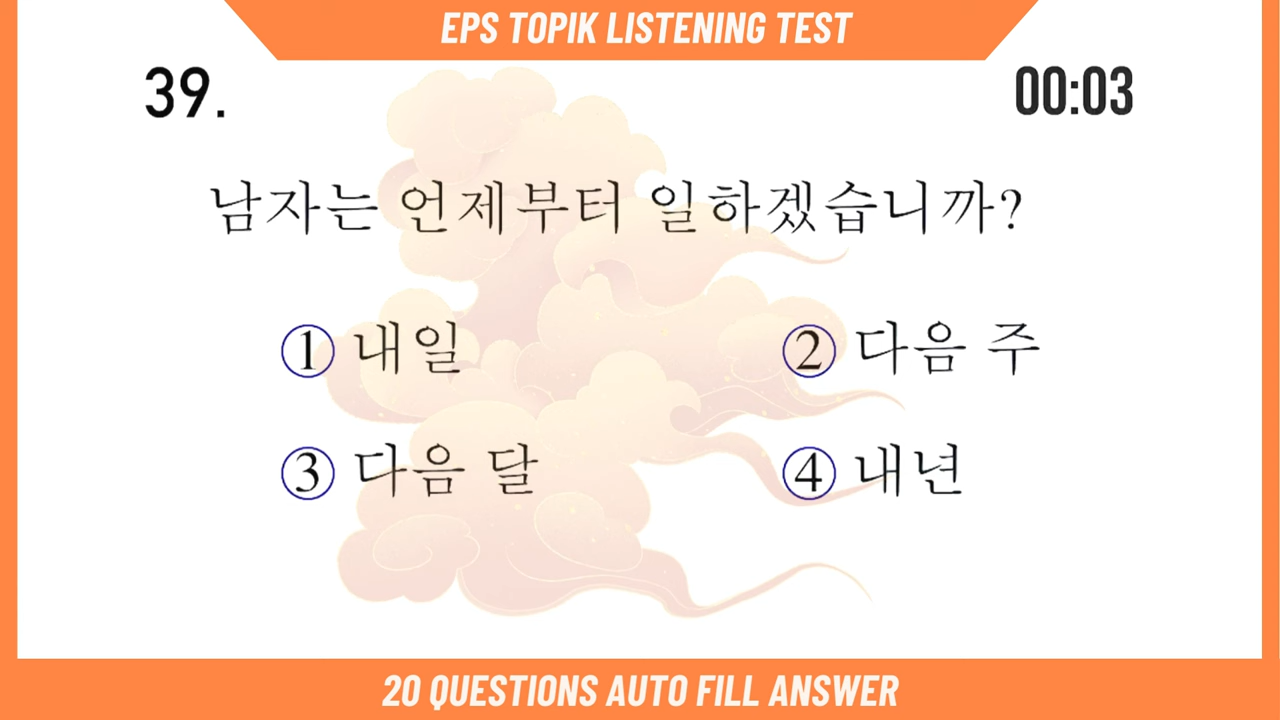 EPS TOPIK LISTENING TEST
39.
00:03
남자는 언제부터 일하겠습니까?
① 내일
② 다음 주
③ 다음 달
④ 내년
20 QUESTIONS AUTO FILL ANSWER